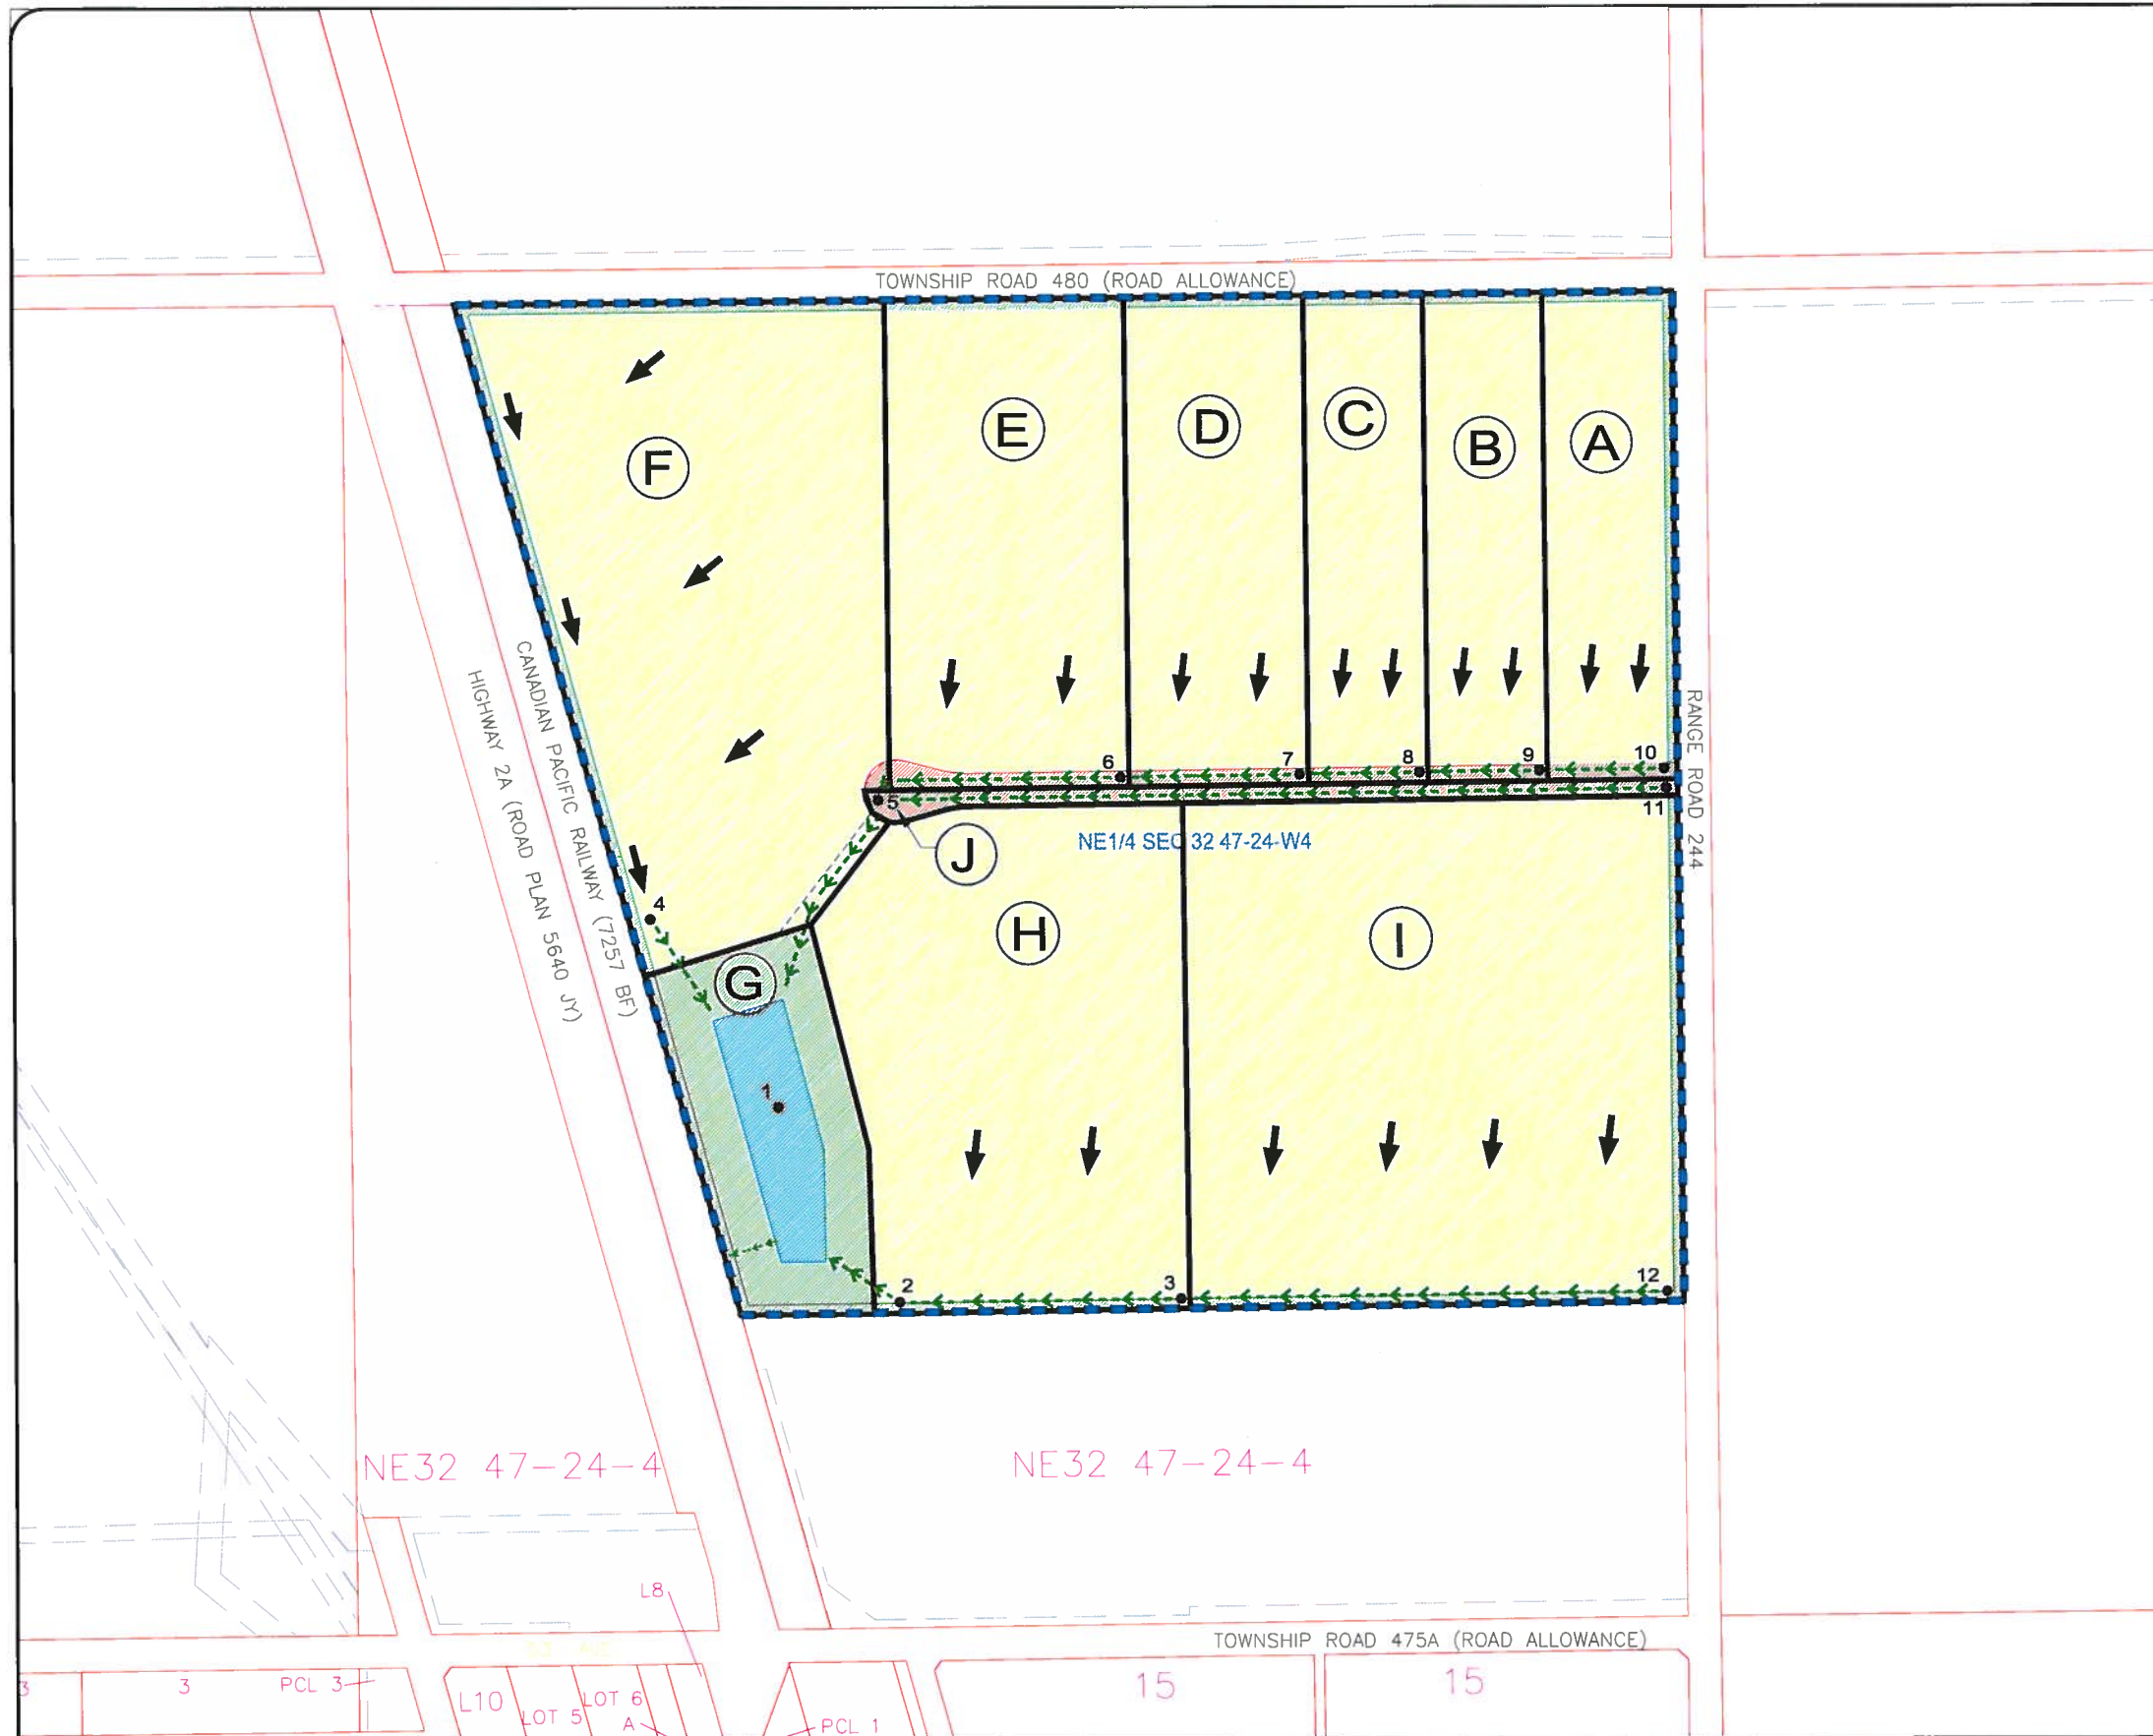 TOWNSHIP ROAD 480 (ROAD ALLOWANCE)
F
E
D
C
B
A
CANADIAN PACIFIC RAILWAY (7257 BF)
HIGHWAY 2A (ROAD PLAN 5640 JY)
RANGE ROAD 244
6
7
8
9
10
5
11
J
NE1/4 SEC 32 47-24-W4
4
H
I
G
1
2
3
12
NE32 47-24-4
NE32 47-24-4
L8
TOWNSHIP ROAD 475A (ROAD ALLOWANCE)
3
3
PCL 3
L10
LOT 5
LOT 6
A
PCL 1
15
15